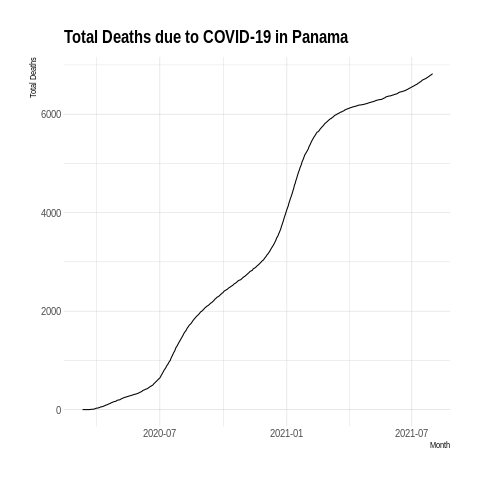 Total Deaths due to COVID-19 in Panama
Total Deaths
6000
4000
2000
0
2020-07 2021-01 2021-07
Month